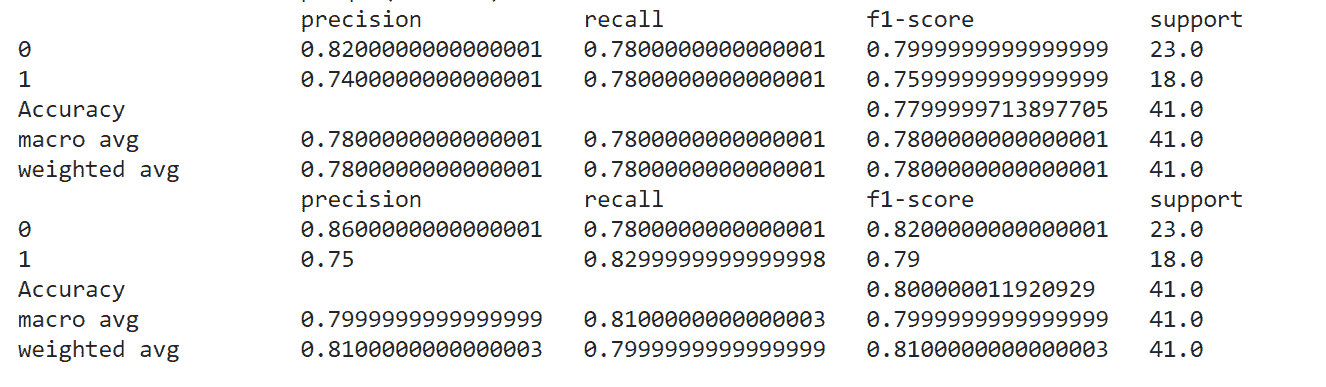 precision recall f1-score support
0 0.8200000000000001 0.7800000000000001 0.7999999999999999 23.0
1 0.7400000000000001 0.7800000000000001 0.7599999999999999 18.0
Accuracy 0.7799999713897705 41.0
macro avg 0.7800000000000001 0.7800000000000001 0.7800000000000001 41.0
weighted avg 0.7800000000000001 0.7800000000000001 0.7800000000000001 41.0
precision recall f1-score support
0 0.8600000000000001 0.7800000000000001 0.8200000000000001 23.0
1 0.75 0.8299999999999998 0.79 18.0
Accuracy 0.800000011920929 41.0
macro avg 0.7999999999999999 0.8100000000000003 0.7999999999999999 41.0
weighted avg 0.8100000000000003 0.7999999999999999 0.8100000000000003 41.0